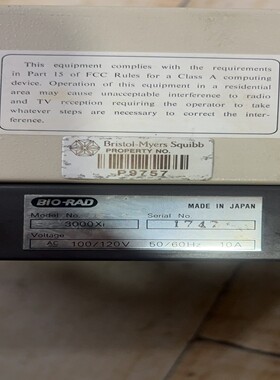 This equipment complies with the requirements
in Part 15 of FCC Rules for a Class A computing
device. Operation of this equipment in a residential
area may cause unacceptable interference to radio
and TV reception requiring the operator to take
whatever steps are necessary to correct the inter-
ference.
Bristol-Myers Squibb
PROPERTY NO.
P9757
BIO-RAD MADE IN JAPAN
Model No. Serial No.
3000Xi 1747
Voltage
100/120V 50/60Hz 10A